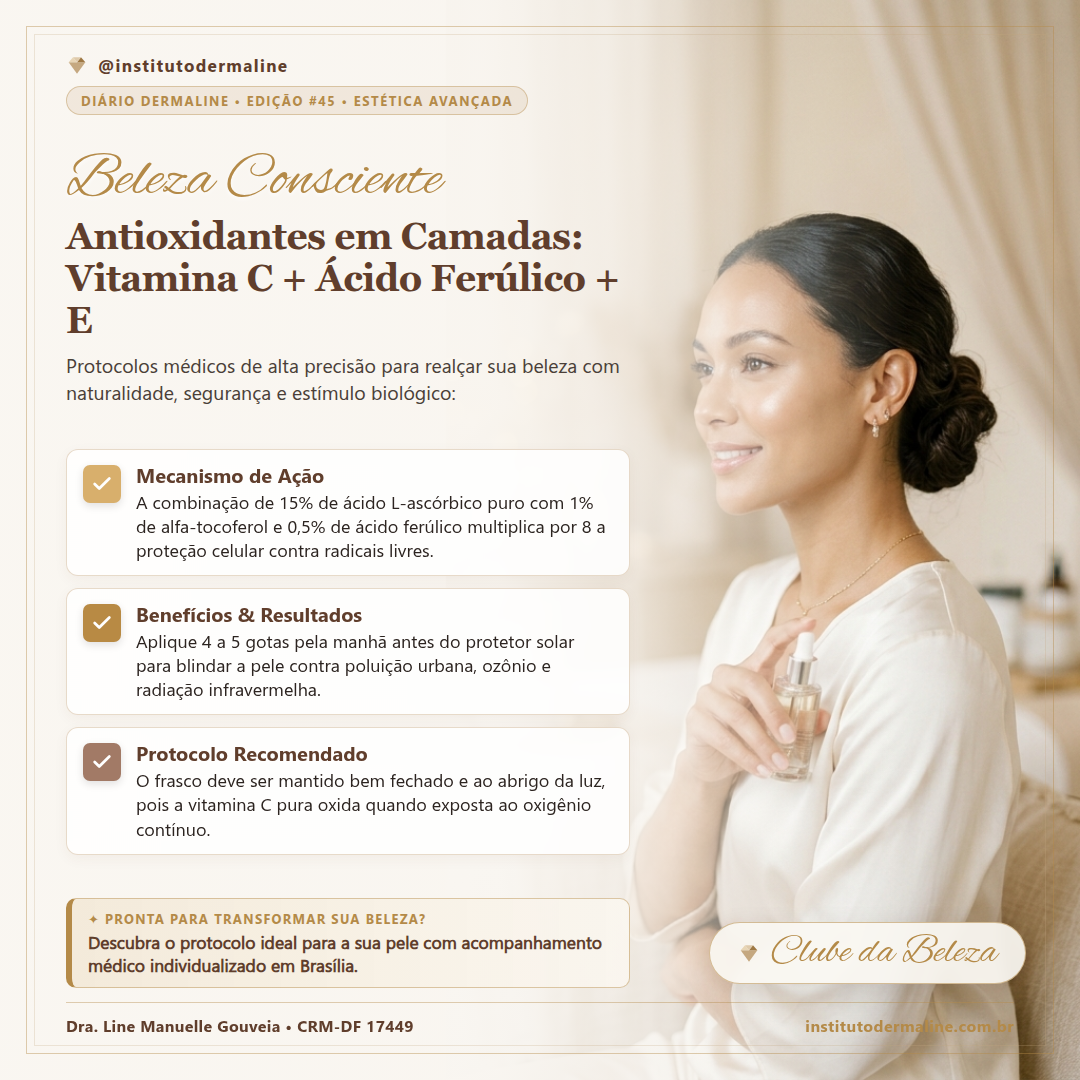 @institutodermaline
DIÁRIO DERMALINE • EDIÇÃO #45 • ESTÉTICA AVANÇADA
Beleza Consciente
Antioxidantes em Camadas:
Vitamina C + Ácido Ferúlico +
E
Protocolos médicos de alta precisão para realçar sua beleza com
naturalidade, segurança e estímulo biológico:
Mecanismo de Ação
A combinação de 15% de ácido L-ascórbico puro com 1%
de alfa-tocoferol e 0,5% de ácido ferúlico multiplica por 8 a
proteção celular contra radicais livres.
Benefícios & Resultados
Aplique 4 a 5 gotas pela manhã antes do protetor solar
para blindar a pele contra poluição urbana, ozônio e
radiação infravermelha.
Protocolo Recomendado
O frasco deve ser mantido bem fechado e ao abrigo da luz,
pois a vitamina C pura oxida quando exposta ao oxigênio
contínuo.
✦ PRONTA PARA TRANSFORMAR SUA BELEZA?
Descubra o protocolo ideal para a sua pele com acompanhamento
médico individualizado em Brasília.
Clube da Beleza
Dra. Line Manuelle Gouveia • CRM-DF 17449
institutodermaline.com.br